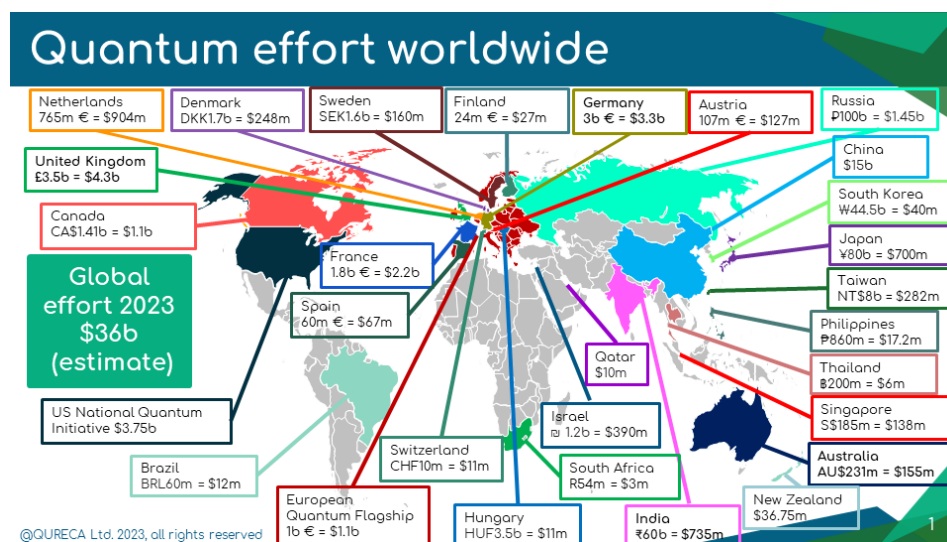 Quantum effort worldwide
Netherlands
765m € = $904m
Denmark
DKK1.7b = $248m
Sweden
SEK1.6b = $160m
Finland
24m € = $27m
Germany
3b € = $3.3b
Austria
107m € = $127m
Russia
₽100b = $1.45b
United Kingdom
£3.5b = $4.3b
China
$15b
South Korea
₩44.5b = $40m
Canada
CA$1.41b = $1.1b
Japan
¥80b = $700m
France
1.8b € = $2.2b
Global
effort 2023
$36b
(estimate)
Taiwan
NT$8b = $282m
Spain
60m € = $67m
Philippines
₱860m = $17.2m
Qatar
$10m
Thailand
฿200m = $6m
US National Quantum
Initiative $3.75b
Israel
₪ 1.2b = $390m
Singapore
S$185m = $138m
Switzerland
CHF10m = $11m
Australia
AU$231m = $155m
Brazil
BRL60m = $12m
South Africa
R54m = $3m
European
Quantum Flagship
1b € = $1.1b
Hungary
HUF3.5b = $11m
India
₹60b = $735m
New Zealand
$36.75m
@QURECA Ltd. 2023, all rights reserved
1